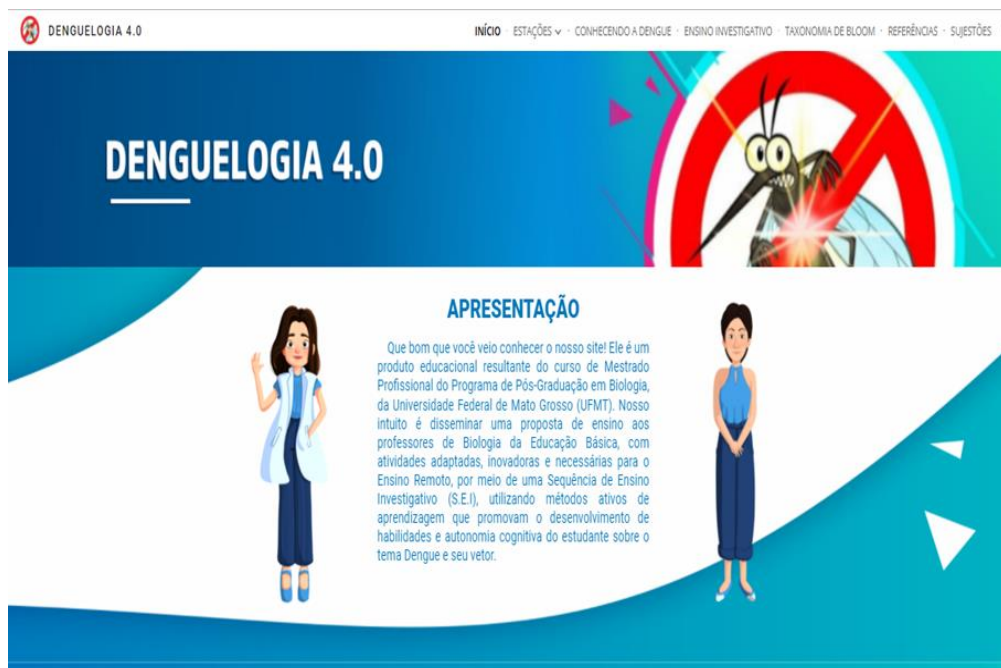 DENGUELOGIA 4.0
INÍCIO · ESTAÇÕES · CONHECENDO A DENGUE · ENSINO INVESTIGATIVO · TAXONOMIA DE BLOOM · REFERÊNCIAS · SUJESTÕES
DENGUELOGIA 4.0
APRESENTAÇÃO
Que bom que você veio conhecer o nosso site! Ele é um
produto educacional resultante do curso de Mestrado
Profissional do Programa de Pós-Graduação em Biologia,
da Universidade Federal de Mato Grosso (UFMT). Nosso
intuito é disseminar uma proposta de ensino aos
professores de Biologia da Educação Básica, com
atividades adaptadas, inovadoras e necessárias para o
Ensino Remoto, por meio de uma Sequência de Ensino
Investigativo (S.E.I), utilizando métodos ativos de
aprendizagem que promovam o desenvolvimento de
habilidades e autonomia cognitiva do estudante sobre o
tema Dengue e seu vetor.